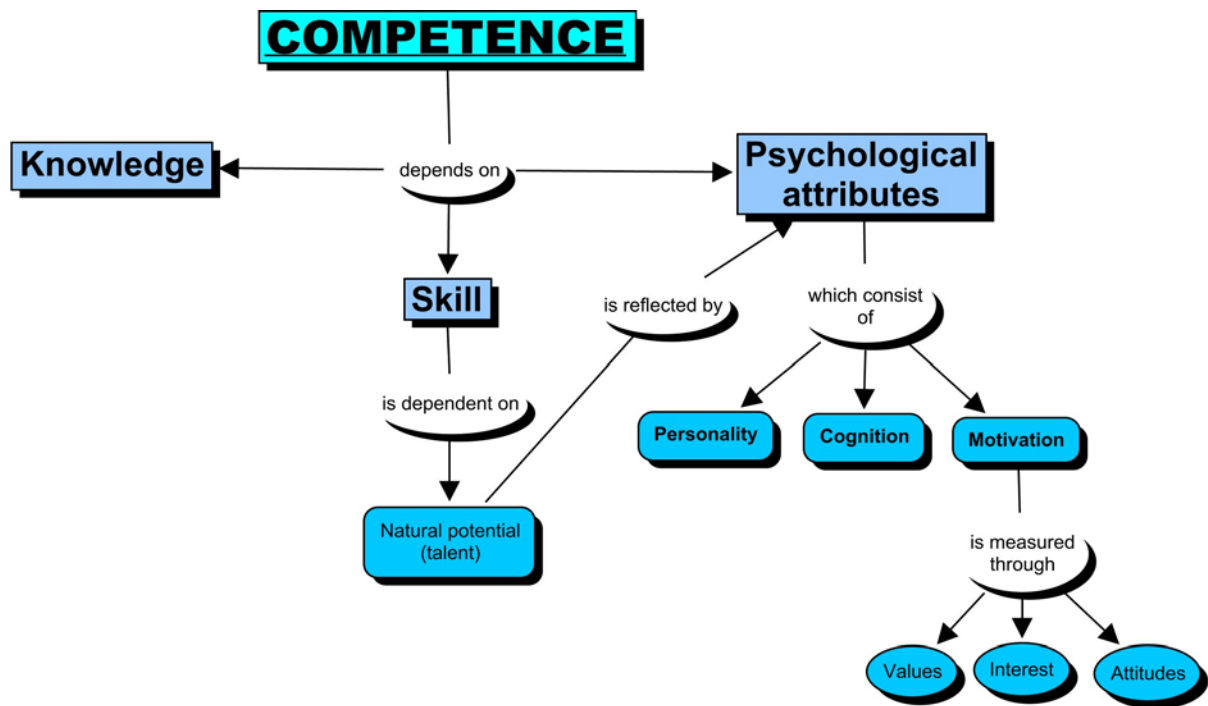 COMPETENCE
Knowledge
depends on
Psychological
attributes
Skill
is reflected by
which consist
of
is dependent on
Personality
Cognition
Motivation
Natural potential
(talent)
is measured
through
Values
Interest
Attitudes